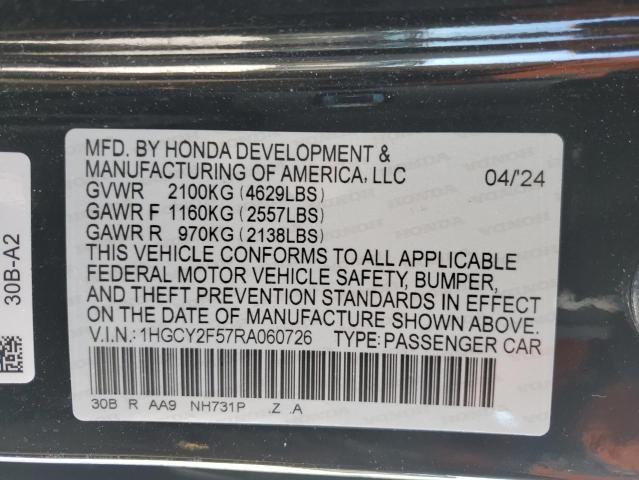 MFD. BY HONDA DEVELOPMENT &
MANUFACTURING OF AMERICA, LLC 04/'24
GVWR 2100KG (4629LBS)
GAWR F 1160KG (2557LBS)
GAWR R 970KG (2138LBS)
THIS VEHICLE CONFORMS TO ALL APPLICABLE
FEDERAL MOTOR VEHICLE SAFETY, BUMPER,
AND THEFT PREVENTION STANDARDS IN EFFECT
ON THE DATE OF MANUFACTURE SHOWN ABOVE.
V.I.N.: 1HGCY2F57RA060726 TYPE: PASSENGER CAR
30B R AA9 NH731P .Z .A
30B-A2